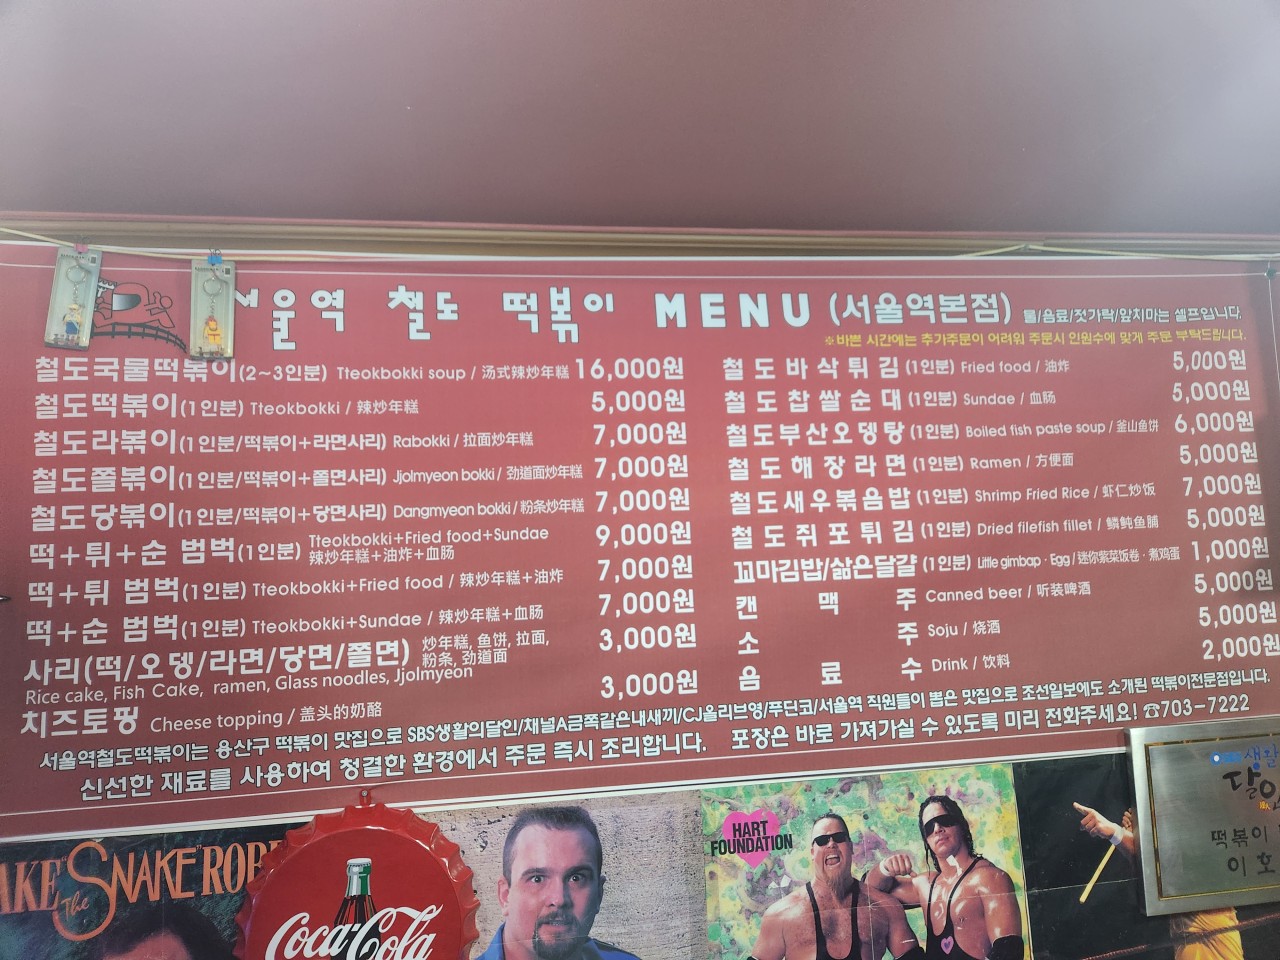 서울역 철도 떡볶이 MENU (서울역본점) 물/음료/젓가락/앞치마는 셀프입니다.
※바쁜 시간에는 추가주문이 어려워 주문시 인원수에 맞게 주문 부탁드립니다.
철도국물떡볶이(2~3인분) Tteokbokki soup / 汤式辣炒年糕 16,000원
철도떡볶이(1인분) Tteokbokki / 辣炒年糕 5,000원
철도라볶이(1인분/떡볶이+라면사리) Rabokki / 拉面炒年糕 7,000원
철도쫄볶이(1인분/떡볶이+쫄면사리) Jjolmyeon bokki / 劲道面炒年糕 7,000원
철도당볶이(1인분/떡볶이+당면사리) Dangmyeon bokki / 粉条炒年糕 7,000원
떡+튀+순 범벅(1인분) Tteokbokki+Fried food+Sundae 9,000원
辣炒年糕+油炸+血肠
떡+튀 범벅(1인분) Tteokbokki+Fried food / 辣炒年糕+油炸 7,000원
떡+순 범벅(1인분) Tteokbokki+Sundae / 辣炒年糕+血肠 7,000원
사리(떡/오뎅/라면/당면/쫄면) 炒年糕, 鱼饼, 拉面, 3,000원
粉条, 劲道面
Rice cake, Fish Cake, ramen, Glass noodles, Jjolmyeon
치즈토핑 Cheese topping / 盖头的奶酪 3,000원
철도바삭튀김(1인분) Fried food / 油炸 5,000원
철도찹쌀순대(1인분) Sundae / 血肠 5,000원
철도부산오뎅탕(1인분) Boiled fish paste soup / 釜山鱼饼 6,000원
철도해장라면(1인분) Ramen / 方便面 5,000원
철도새우볶음밥(1인분) Shrimp Fried Rice / 虾仁炒饭 7,000원
철도쥐포튀김(1인분) Dried filefish fillet / 鳞鲀鱼脯 5,000원
꼬마김밥/삶은달걀(1인분) Little gimbap · Egg / 迷你紫菜饭卷 · 煮鸡蛋 1,000원
캔맥주 Canned beer / 听装啤酒 5,000원
소주 Soju / 烧酒 5,000원
음료수 Drink / 饮料 2,000원
서울역철도떡볶이는 용산구 떡볶이 맛집으로 SBS생활의달인/채널A금쪽같은내새끼/CJ올리브영/푸딘코/서울역 직원들이 뽑은 맛집으로 조선일보에도 소개된 떡볶이전문점입니다.
신선한 재료를 사용하여 청결한 환경에서 주문 즉시 조리합니다. 포장은 바로 가져가실 수 있도록 미리 전화주세요! ☎703-7222
The "SNAKE"
Coca-Cola
HART
FOUNDATION
생활
떡볶이
이호